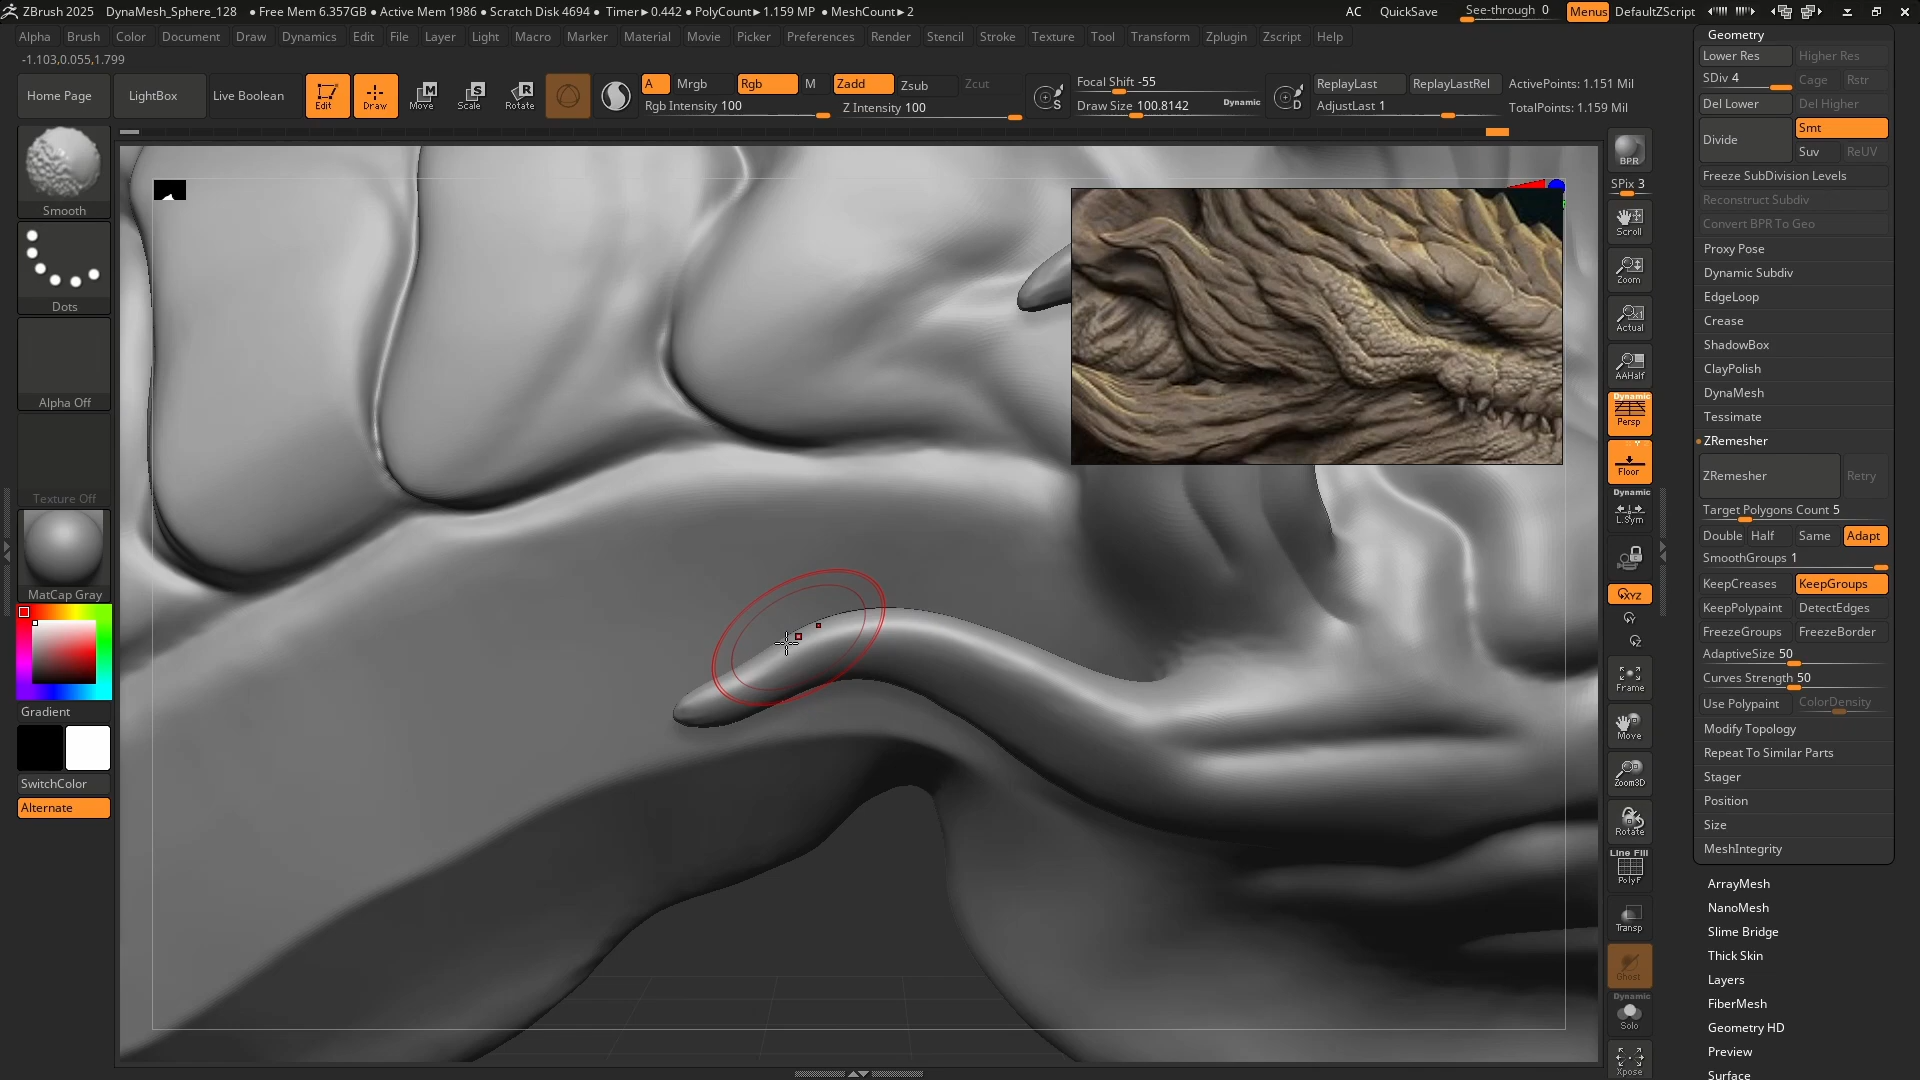 ZBrush 2025 DynaMesh_Sphere_128 ● Free Mem 6.357GB ● Active Mem 1986 ● Scratch Disk 4694 ● Timer►0.442 ● PolyCount►1.159 MP ● MeshCount►2 AC QuickSave See-through 0 Menus DefaultZScript
Alpha Brush Color Document Draw Dynamics Edit File Layer Light Macro Marker Material Movie Picker Preferences Render Stencil Stroke Texture Tool Transform Zplugin Zscript Help
-1.103,0.055,1.799
Home Page LightBox Live Boolean Edit Draw Move Scale Rotate A Mrgb Rgb M Zadd Zsub Zcut
Rgb Intensity 100 Z Intensity 100
S Focal Shift -55
Draw Size 100.8142 Dynamic
D ReplayLast ReplayLastRel ActivePoints: 1.151 Mil
AdjustLast 1 TotalPoints: 1.159 Mil
Smooth
Dots
Alpha Off
Texture Off
MatCap Gray
Gradient
SwitchColor
Alternate
BPR
SPix 3
Scroll
Zoom
Actual
AAHalf
Dynamic
Persp
Floor
Dynamic
L.Sym
XYZ
Y
Z
Frame
Move
Zoom3D
Rotate
Line Fill
PolyF
Transp
Ghost
Dynamic
Solo
Xpose
Geometry
Lower Res Higher Res
SDiv 4 Cage Rstr
Del Lower Del Higher
Divide Smt
Suv ReUV
Freeze SubDivision Levels
Reconstruct Subdiv
Convert BPR To Geo
Proxy Pose
Dynamic Subdiv
EdgeLoop
Crease
ShadowBox
ClayPolish
DynaMesh
Tessimate
ZRemesher
ZRemesher Retry
Target Polygons Count 5
Double Half Same Adapt
SmoothGroups 1
KeepCreases KeepGroups
KeepPolypaint DetectEdges
FreezeGroups FreezeBorder
AdaptiveSize 50
Curves Strength 50
Use Polypaint ColorDensity
Modify Topology
Repeat To Similar Parts
Stager
Position
Size
MeshIntegrity
ArrayMesh
NanoMesh
Slime Bridge
Thick Skin
Layers
FiberMesh
Geometry HD
Preview
Surface